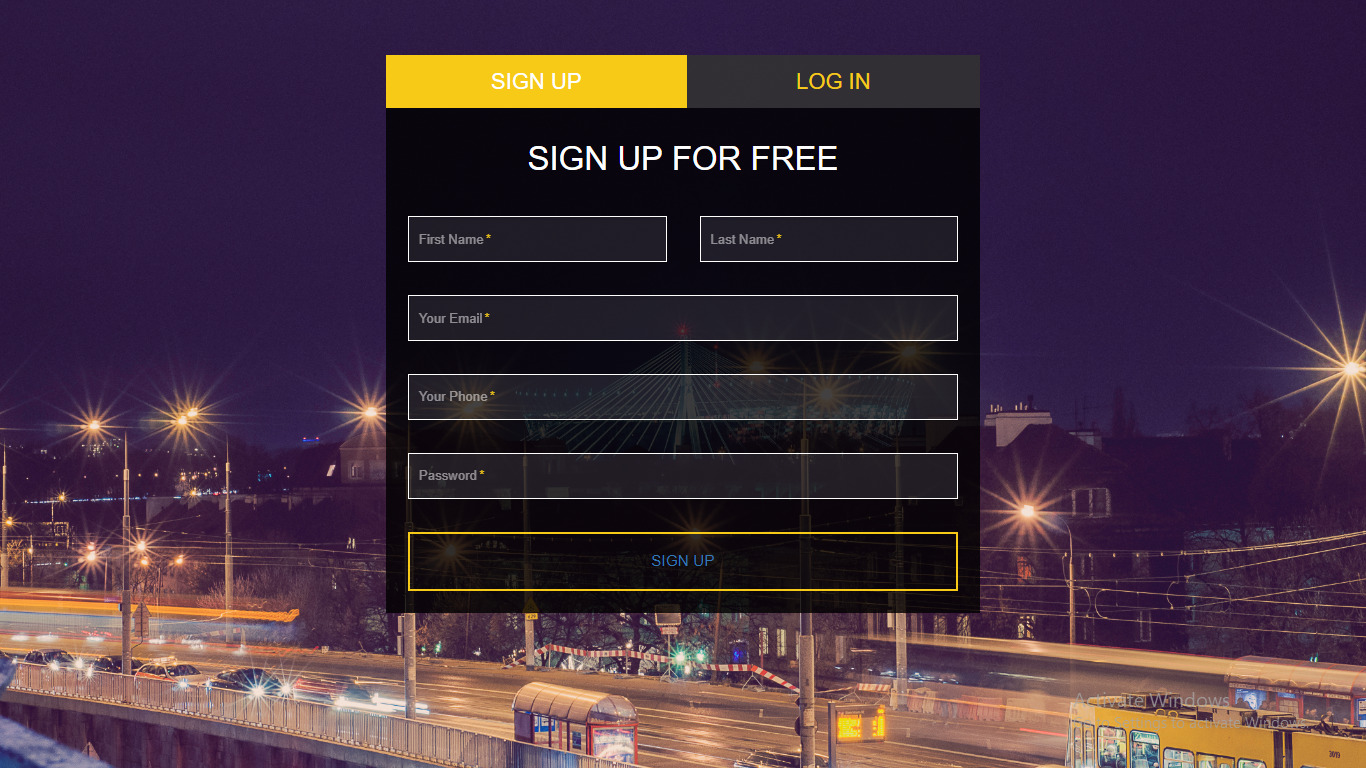 SIGN UP
LOG IN
SIGN UP FOR FREE
First Name*
Last Name*
Your Email*
Your Phone*
Password*
SIGN UP
Activate Windows